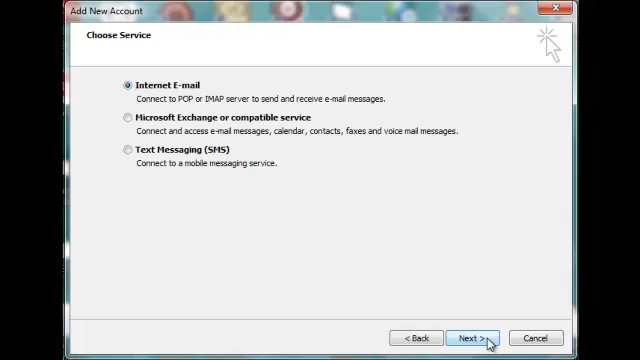 Add New Account
Choose Service
Internet E-mail
Connect to POP or IMAP server to send and receive e-mail messages.
Microsoft Exchange or compatible service
Connect and access e-mail messages, calendar, contacts, faxes and voice mail messages.
Text Messaging (SMS)
Connect to a mobile messaging service.
< Back Next > Cancel